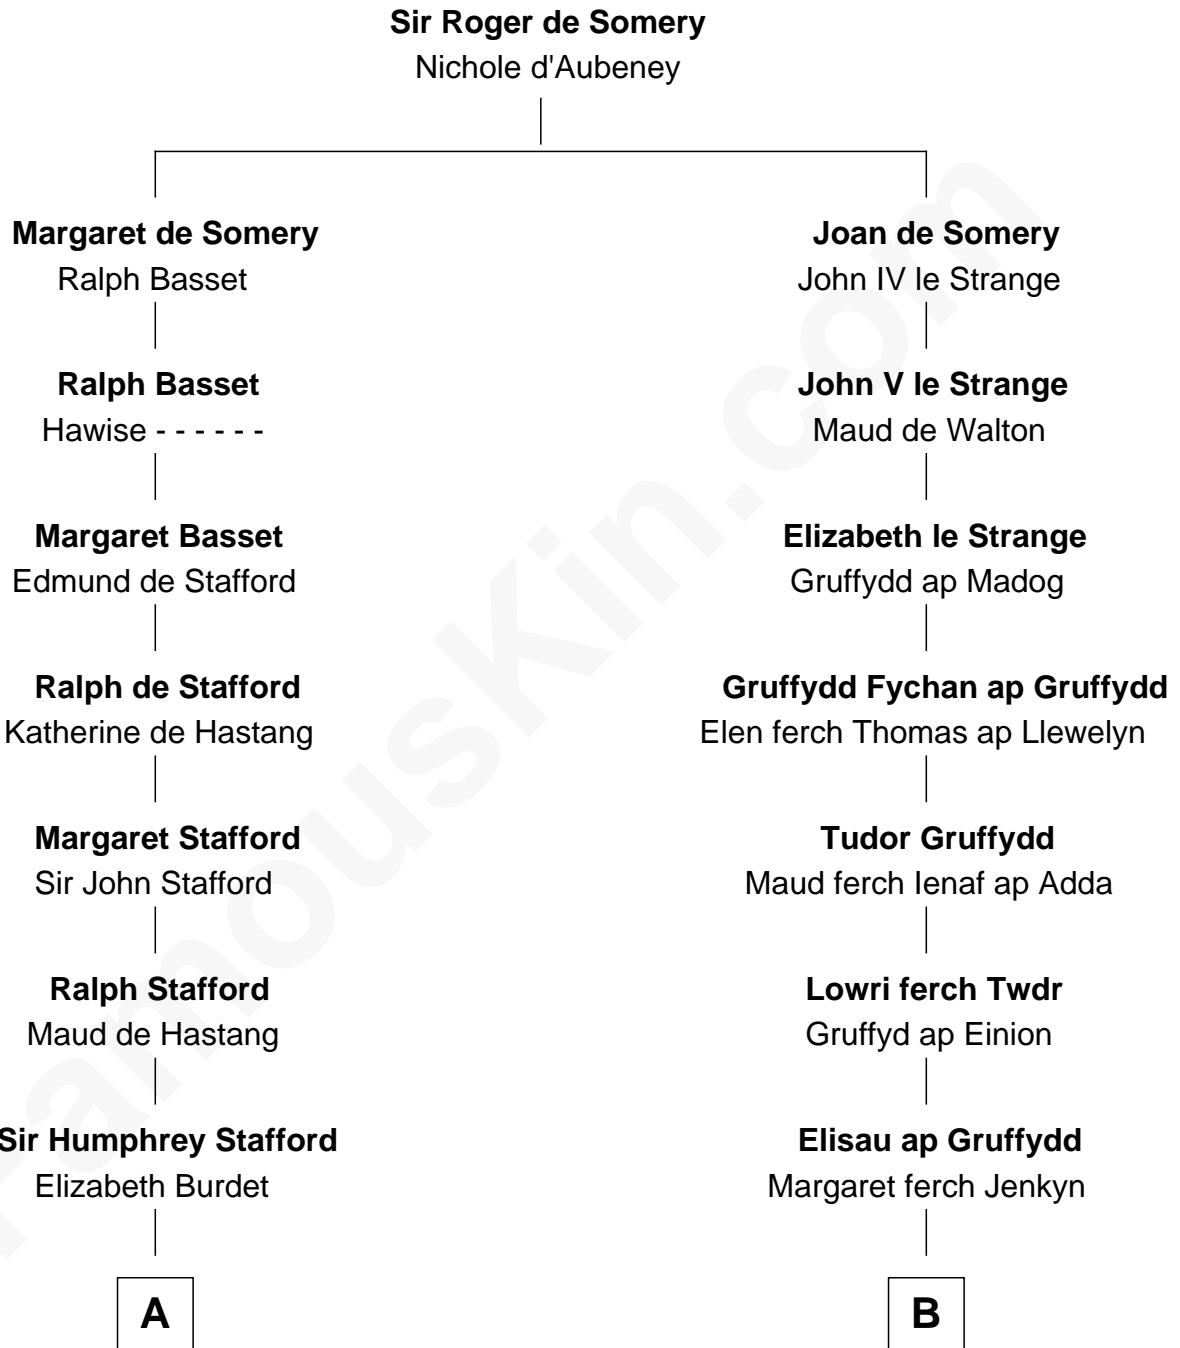 Sir Roger de Somery
Nichole d'Aubeney
Margaret de Somery
Ralph Basset
Joan de Somery
John IV le Strange
Ralph Basset
Hawise - - - - - -
John V le Strange
Maud de Walton
Margaret Basset
Edmund de Stafford
Elizabeth le Strange
Gruffydd ap Madog
Ralph de Stafford
Katherine de Hastang
Gruffydd Fychan ap Gruffydd
Elen ferch Thomas ap Llewelyn
Margaret Stafford
Sir John Stafford
Tudor Gruffydd
Maud ferch Ienaf ap Adda
Ralph Stafford
Maud de Hastang
Lowri ferch Twdr
Gruffyd ap Einion
Sir Humphrey Stafford
Elizabeth Burdet
Elisau ap Gruffydd
Margaret ferch Jenkyn
A
B
FamousKin.com